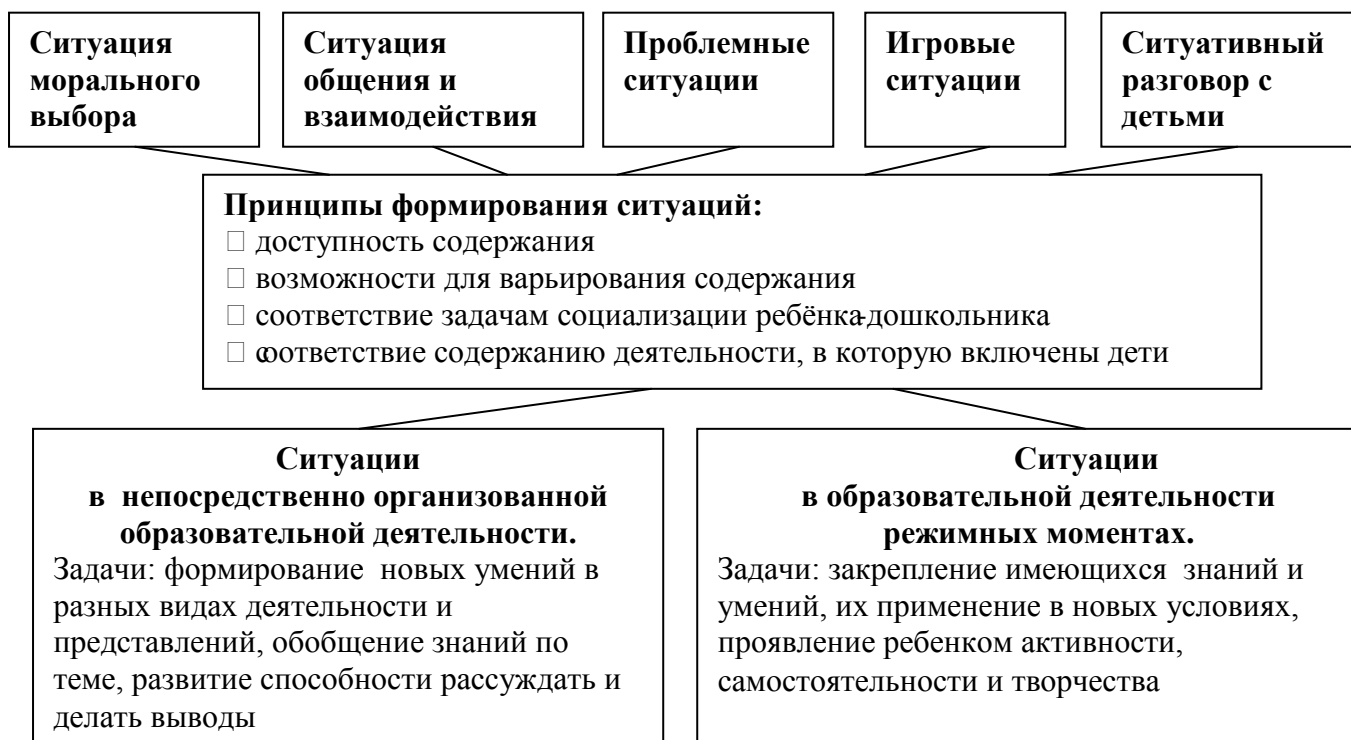 Ситуация
морального
выбора
Ситуация
общения и
взаимодействия
Проблемные
ситуации
Игровые
ситуации
Ситуативный
разговор с
детьми
Принципы формирования ситуаций:
□ доступность содержания
□ возможности для варьирования содержания
□ соответствие задачам социализации ребёнка-дошкольника
□ соответствие содержанию деятельности, в которую включены дети
Ситуации
в непосредственно организованной
образовательной деятельности.
Задачи: формирование новых умений в
разных видах деятельности и
представлений, обобщение знаний по
теме, развитие способности рассуждать и
делать выводы
Ситуации
в образовательной деятельности
режимных моментах.
Задачи: закрепление имеющихся знаний и
умений, их применение в новых условиях,
проявление ребенком активности,
самостоятельности и творчества